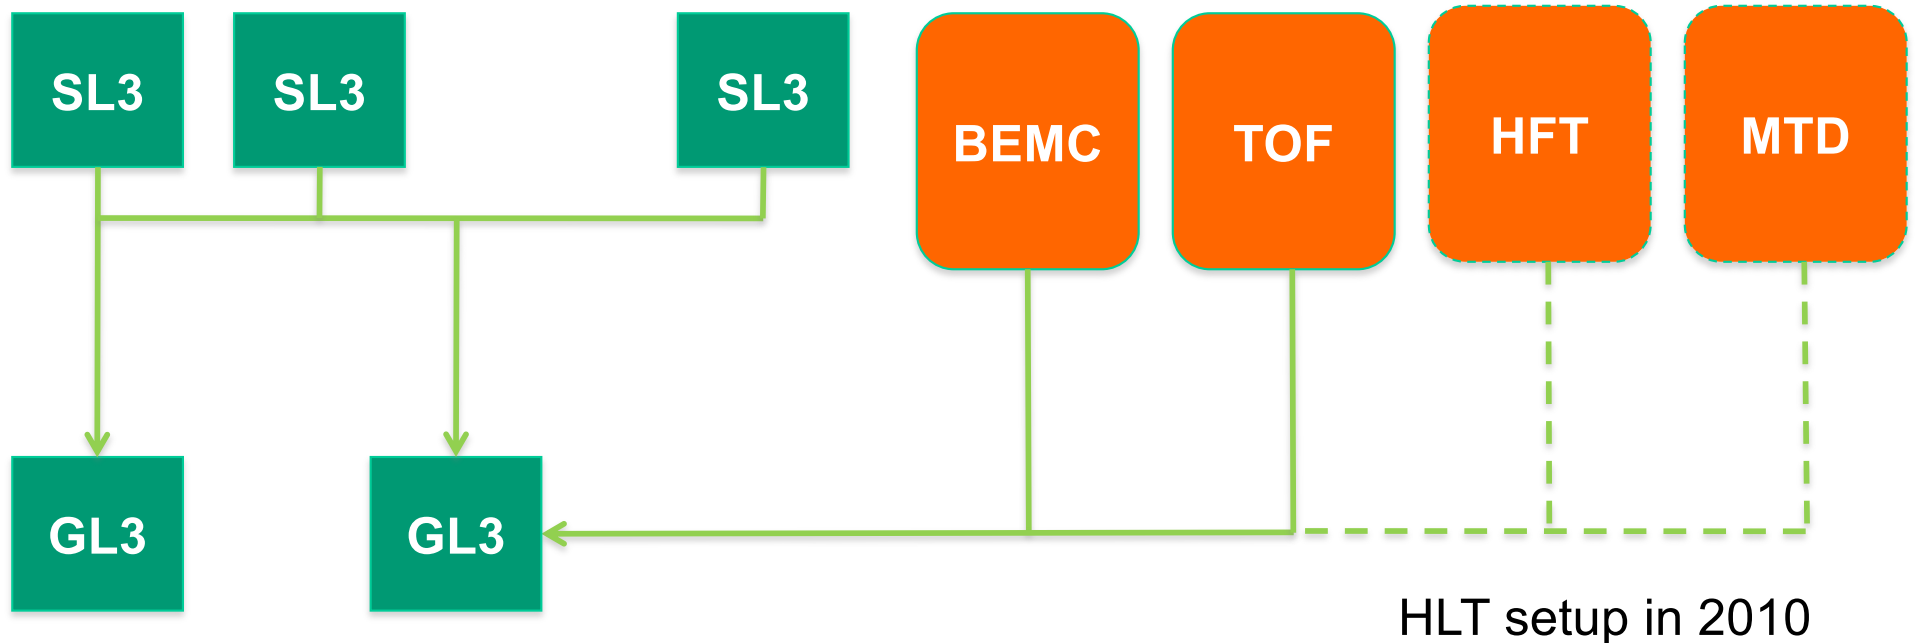 SL3
SL3
SL3
BEMC
TOF
HFT
MTD
GL3
GL3
HLT setup in 2010